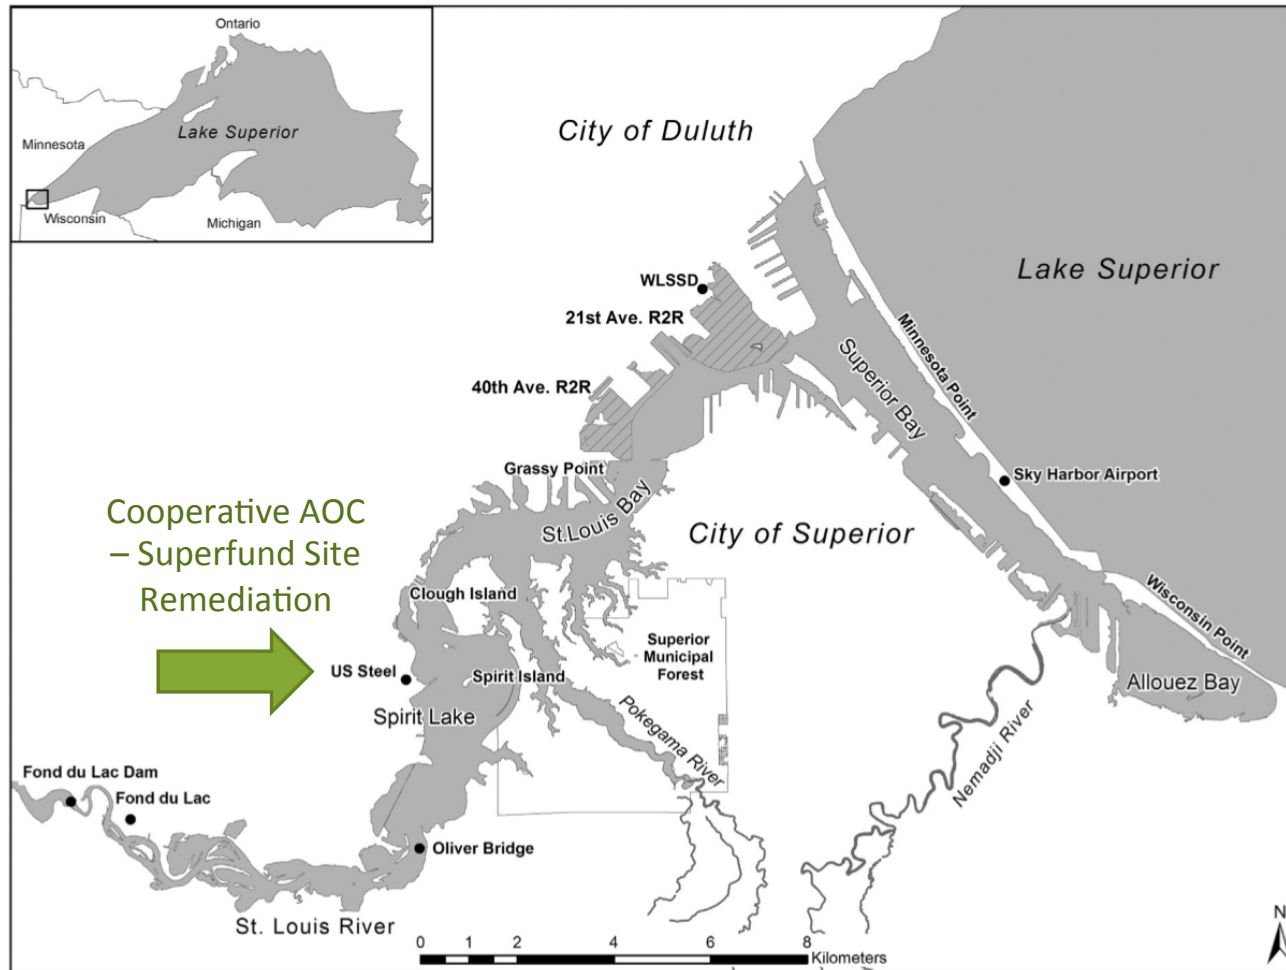 Ontario
Lake Superior
Minnesota
Wisconsin
Michigan
City of Duluth
Lake Superior
WLSSD
21st Ave. R2R
Minnesota Point
Superior Bay
40th Ave. R2R
Grassy Point
St.Louis Bay
Sky Harbor Airport
Cooperative AOC
– Superfund Site
Remediation
City of Superior
Clough Island
Wisconsin Point
Superior
Municipal
Forest
US Steel
Spirit Island
Allouez Bay
Spirit Lake
Pokegama River
Nemadji River
Fond du Lac Dam
Fond du Lac
Oliver Bridge
St. Louis River
N
0 1 2 4 6 8
Kilometers